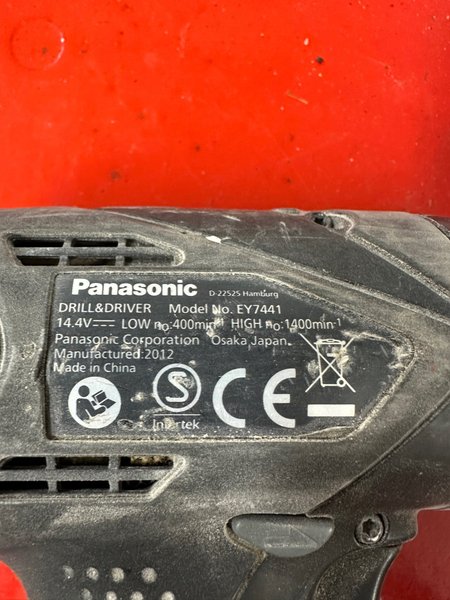 Panasonic D-22525 Hamburg
DRILL&DRIVER Model No. EY7441
14.4V⎓ LOW n₀:400min⁻¹ HIGH n₀:1400min⁻¹
Panasonic Corporation Osaka, Japan
Manufactured:2012
Made in China
S
Intertek
CE